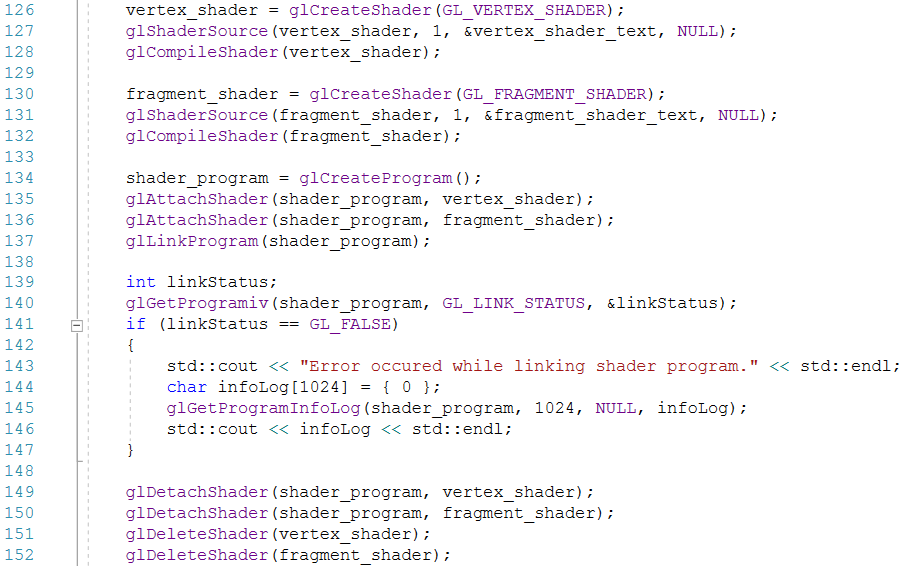 126 vertex_shader = glCreateShader(GL_VERTEX_SHADER);
127 glShaderSource(vertex_shader, 1, &vertex_shader_text, NULL);
128 glCompileShader(vertex_shader);
129
130 fragment_shader = glCreateShader(GL_FRAGMENT_SHADER);
131 glShaderSource(fragment_shader, 1, &fragment_shader_text, NULL);
132 glCompileShader(fragment_shader);
133
134 shader_program = glCreateProgram();
135 glAttachShader(shader_program, vertex_shader);
136 glAttachShader(shader_program, fragment_shader);
137 glLinkProgram(shader_program);
138
139 int linkStatus;
140 glGetProgramiv(shader_program, GL_LINK_STATUS, &linkStatus);
141 if (linkStatus == GL_FALSE)
142 {
143 std::cout << "Error occured while linking shader program." << std::endl;
144 char infoLog[1024] = { 0 };
145 glGetProgramInfoLog(shader_program, 1024, NULL, infoLog);
146 std::cout << infoLog << std::endl;
147 }
148
149 glDetachShader(shader_program, vertex_shader);
150 glDetachShader(shader_program, fragment_shader);
151 glDeleteShader(vertex_shader);
152 glDeleteShader(fragment_shader);